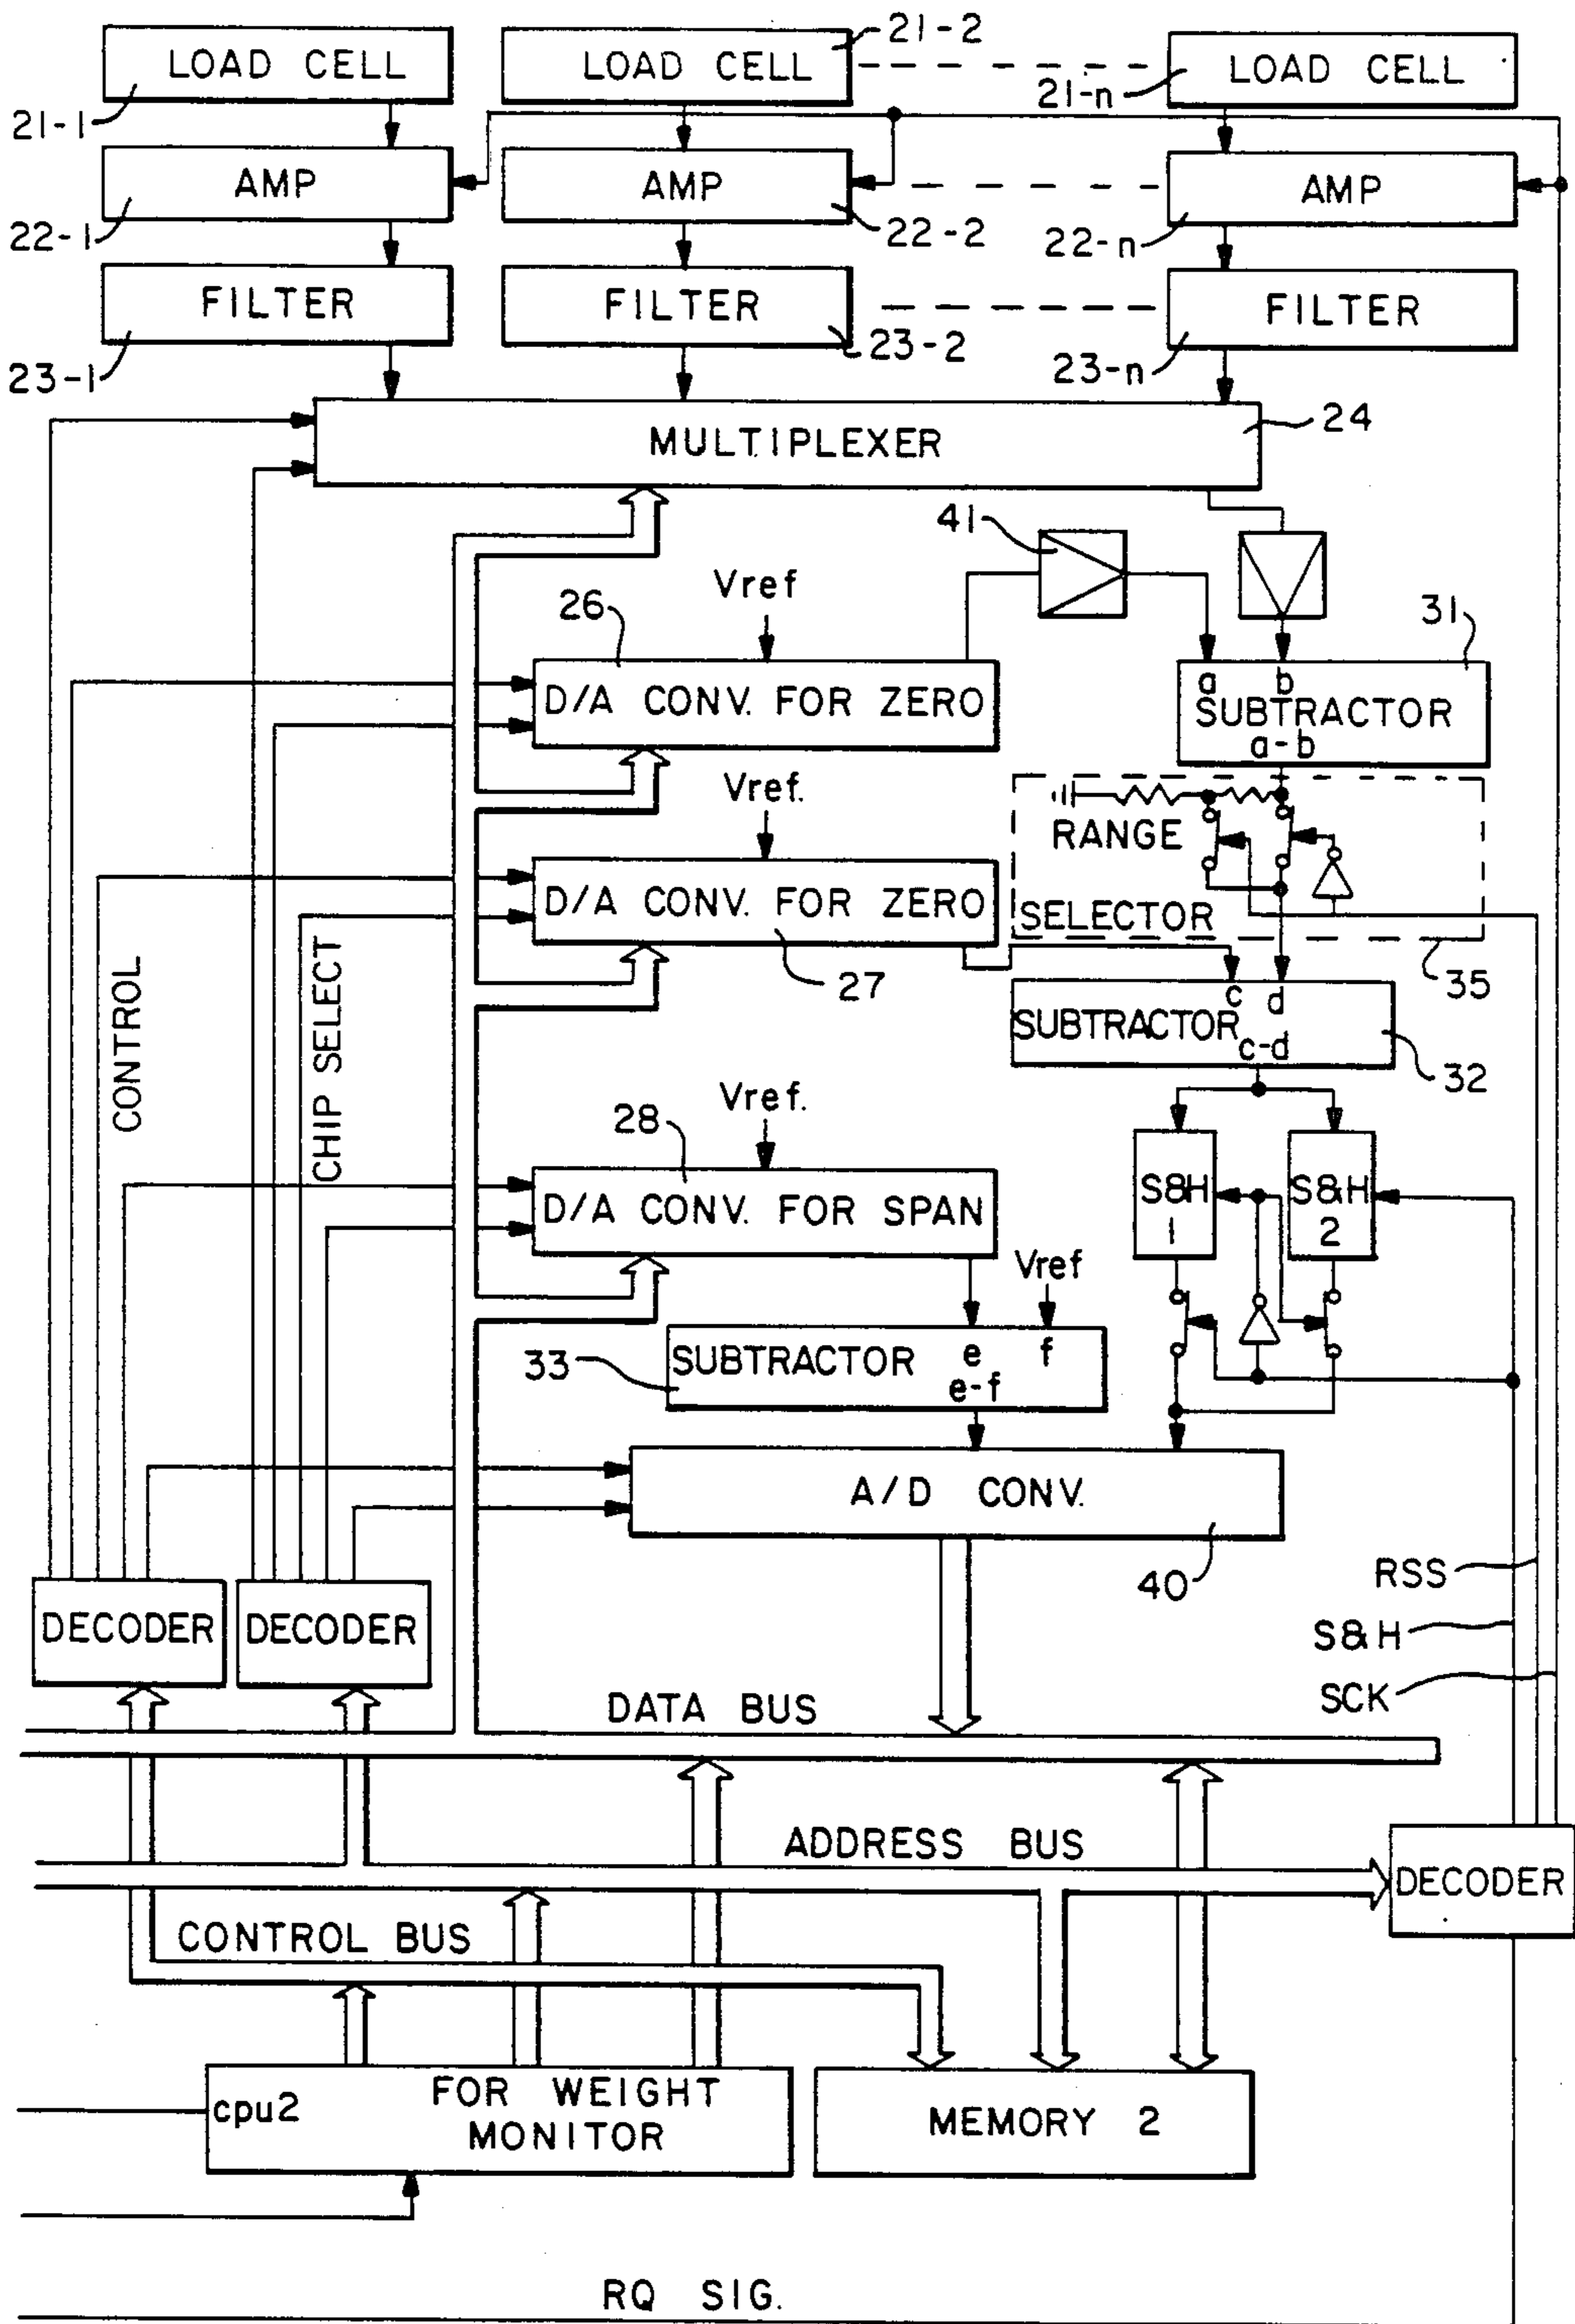 21-2
LOAD CELL
LOAD CELL
LOAD CELL
21-1
21-n
AMP
AMP
AMP
22-1
22-2
22-n
FILTER
FILTER
FILTER
23-1
23-2
23-n
MULTIPLEXER
24
41
Vref
26
31
D/A CONV. FOR ZERO
a b
SUBTRACTOR
a-b
Vref.
RANGE
D/A CONV. FOR ZERO
SELECTOR
27
35
CONTROL
CHIP SELECT
c d
SUBTRACTOR
c-d
32
Vref.
28
D/A CONV. FOR SPAN
S&H
1
S&H
2
Vref
SUBTRACTOR e f
e-f
33
A/D CONV.
40
RSS
S&H
SCK
DECODER
DECODER
DATA BUS
ADDRESS BUS
DECODER
CONTROL BUS
cpu2
FOR WEIGHT
MONITOR
MEMORY 2
RQ SIG.